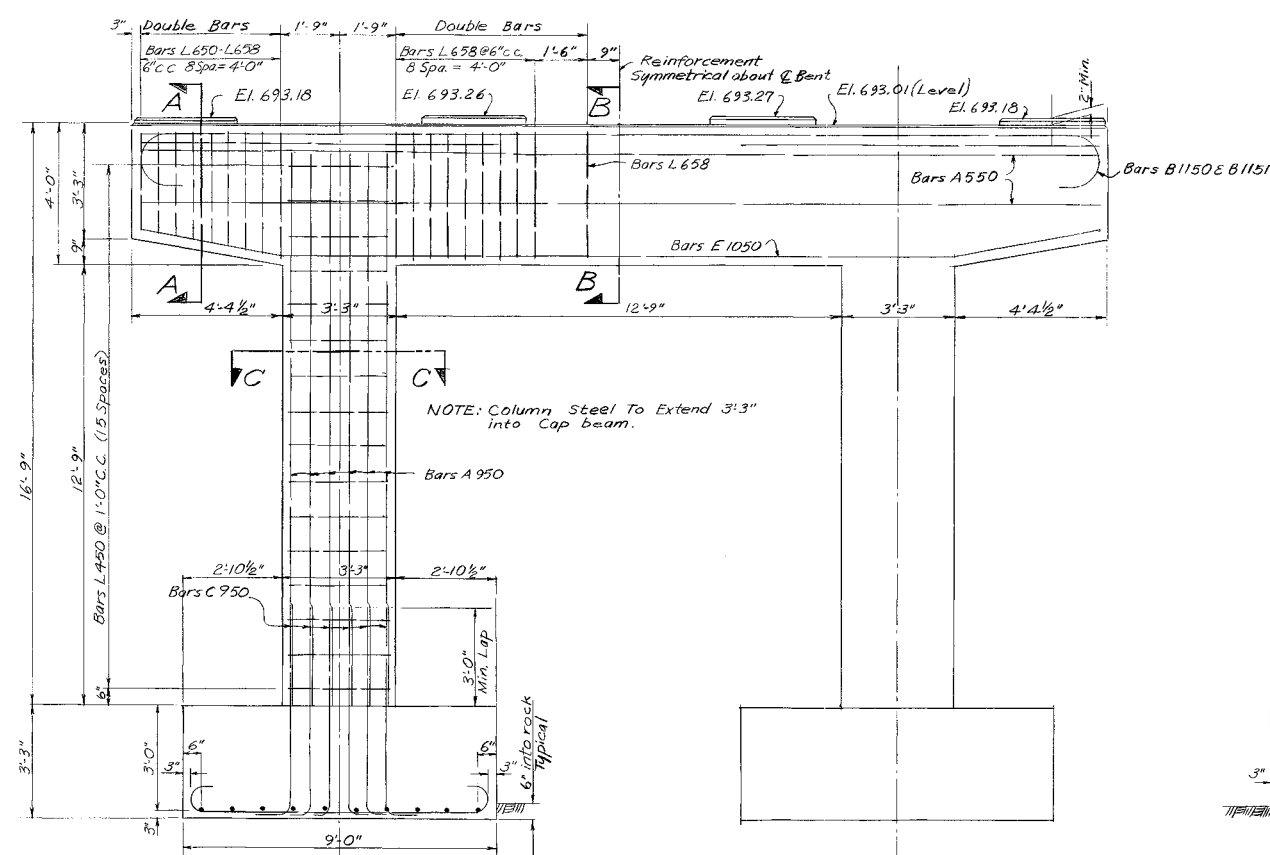 3" Double Bars 1'-9" 1'-9" Double Bars
Bars L650-L658 Bars L658@6"c.c. 1'-6" 9"
6"cc 8 Spa.= 4'-0" 8 Spa. = 4'-0"
Reinforcement
Symmetrical about ℄ Bent
2" Min.
A El. 693.18 El. 693.26 B El. 693.27 El. 693.01 (Level) El. 693.18
Bars L658
Bars A550
Bars B1150 & B1151
4'-0" 3'-3"
9"
Bars E1050
A B
4'-4½" 3'-3" 12'-9" 3'-3" 4'4½"
C C
NOTE: Column Steel To Extend 3'-3"
into Cap beam.
16'-9" 12'-9" Bars L450 @ 1'-0"C.C. (15 Spaces)
Bars A950
2'-10½" 3'-3" 2'-10½"
Bars C950
3'-0"
Min. Lap
6"
6" into rock
Typical
3'-3" 3'-0" 6" 6"
3" 3" 3"
3"
9'-0"